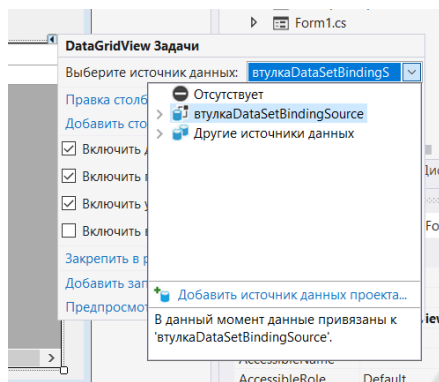 Form1.cs
DataGridView Задачи
Выберите источник данных: втулкаDataSetBindingS
Отсутствует
втулкаDataSetBindingSource
Другие источники данных
Правка столб
Добавить сто
Включить
Включить
Включить
Включить
Закрепить в р
Добавить зап
Предпросмот
Добавить источник данных проекта...
В данный момент данные привязаны к
'втулкаDataSetBindingSource'.
AccessibleName
AccessibleRole Default